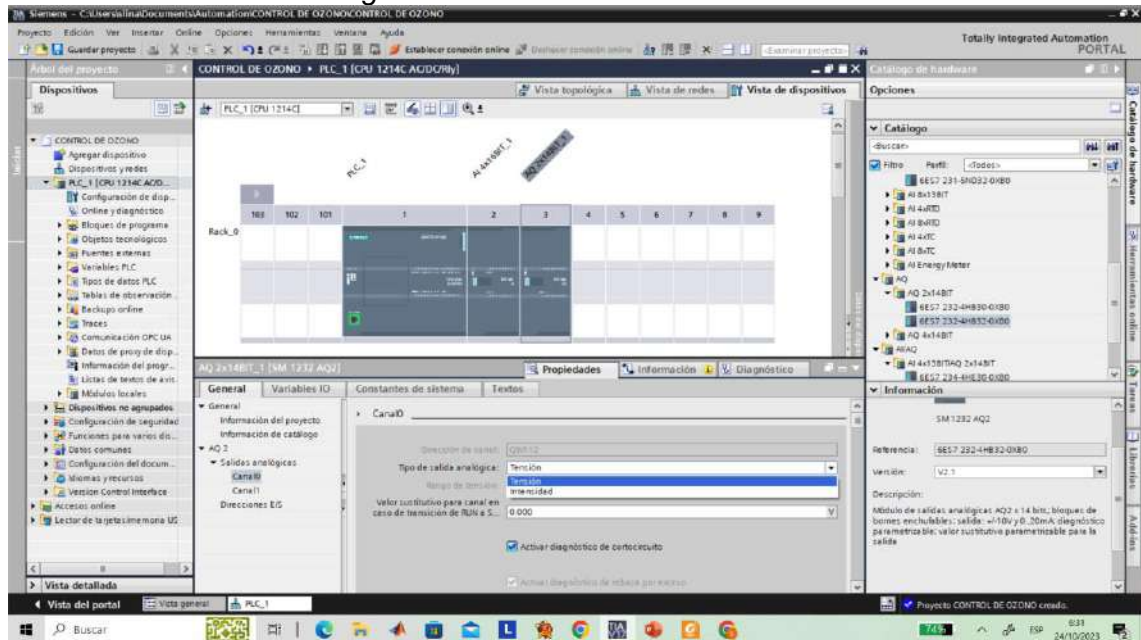 Siemens - C:\Users\alina\Documents\Automation\CONTROL DE OZONO\CONTROL DE OZONO
Proyecto Edición Ver Insertar Online Opciones Herramientas Ventana Ayuda
Guardar proyecto
Establecer conexión online
<Examinar proyecto>
Totally Integrated Automation
PORTAL
Árbol del proyecto
Dispositivos
CONTROL DE OZONO
Agregar dispositivo
Dispositivos y redes
PLC_1 [CPU 1214C AC/D...
Configuración de disp...
Online y diagnóstico
Bloques de programa
Objetos tecnológicos
Fuentes externas
Variables PLC
Tipos de datos PLC
Tablas de observación...
Backups online
Traces
Comunicación OPC UA
Datos de proxy de disp...
Información del progr...
Listas de textos de avis...
Módulos locales
Dispositivos no agrupados
Configuración de seguridad
Funciones para varios dis...
Datos comunes
Configuración del docum...
Idiomas y recursos
Version Control Interface
Accesos online
Lector de tarjetas/memoria US
Vista detallada
CONTROL DE OZONO PLC_1 [CPU 1214C AC/DC/Rly]
Vista topológica Vista de redes Vista de dispositivos
PLC_1 [CPU 1214C]
PLC_1
AI 4x13BIT_1
AQ 2x14BIT_1
103 102 101 1 2 3 4 5 6 7 8 9
Rack_0
AQ 2x14BIT_1 [SM 1232 AQ2]
Propiedades Información Diagnóstico
General Variables IO Constantes de sistema Textos
General
Información del proyecto
Información de catálogo
AQ 2
Salidas analógicas
Canal0
Canal1
Direcciones E/S
Canal0
Dirección de canal: QW112
Tipo de salida analógica: Tensión
Tensión
Intensidad
Rango de tensión:
Valor sustitutivo para canal en
caso de transición de RUN a S... 0.000 V
Activar diagnóstico de cortocircuito
Activar diagnóstico de rebase por exceso
Catálogo de hardware
Opciones
Catálogo
<Buscar>
Filtro Perfil: <Todos>
6ES7 231-5ND32-0XB0
AI 8x13BIT
AI 4xRTD
AI 8xRTD
AI 4xTC
AI 8xTC
AI Energy Meter
AQ
AQ 2x14BIT
6ES7 232-4HB30-0XB0
6ES7 232-4HB32-0XB0
AQ 4x14BIT
AI/AQ
AI 4x13BIT/AQ 2x14BIT
6ES7 234-4HE30-0XB0
Información
SM 1232 AQ2
Referencia: 6ES7 232-4HB32-0XB0
Versión: V2.1
Descripción:
Módulo de salidas analógicas AQ2 x 14 bits; bloques de
bornes enchufables; salida: +/-10V y 0..20mA; diagnóstico
parametrizable; valor sustitutivo parametrizable para la
salida
Catálogo de hardware
Herramientas online
Tareas
Librerías
Add-ins
Vista del portal Vista general PLC_1
Proyecto CONTROL DE OZONO creado.
Buscar
74%
ESP
6:31
24/10/2023